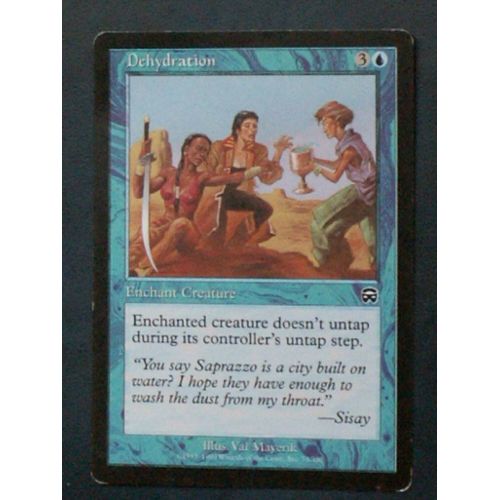 Dehydration 3
Enchant Creature
Enchanted creature doesn't untap
during its controller's untap step.
"You say Saprazzo is a city built on
water? I hope they have enough to
wash the dust from my throat."
—Sisay
Illus. Val Mayerik